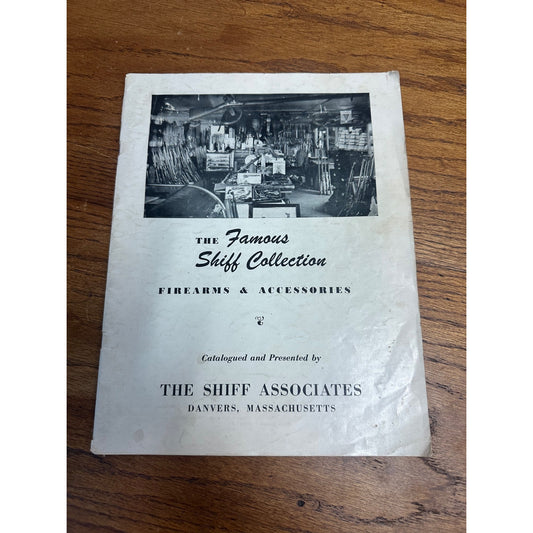 THE Famous
Shiff Collection
FIREARMS & ACCESSORIES
Catalogued and Presented by
THE SHIFF ASSOCIATES
DANVERS, MASSACHUSETTS